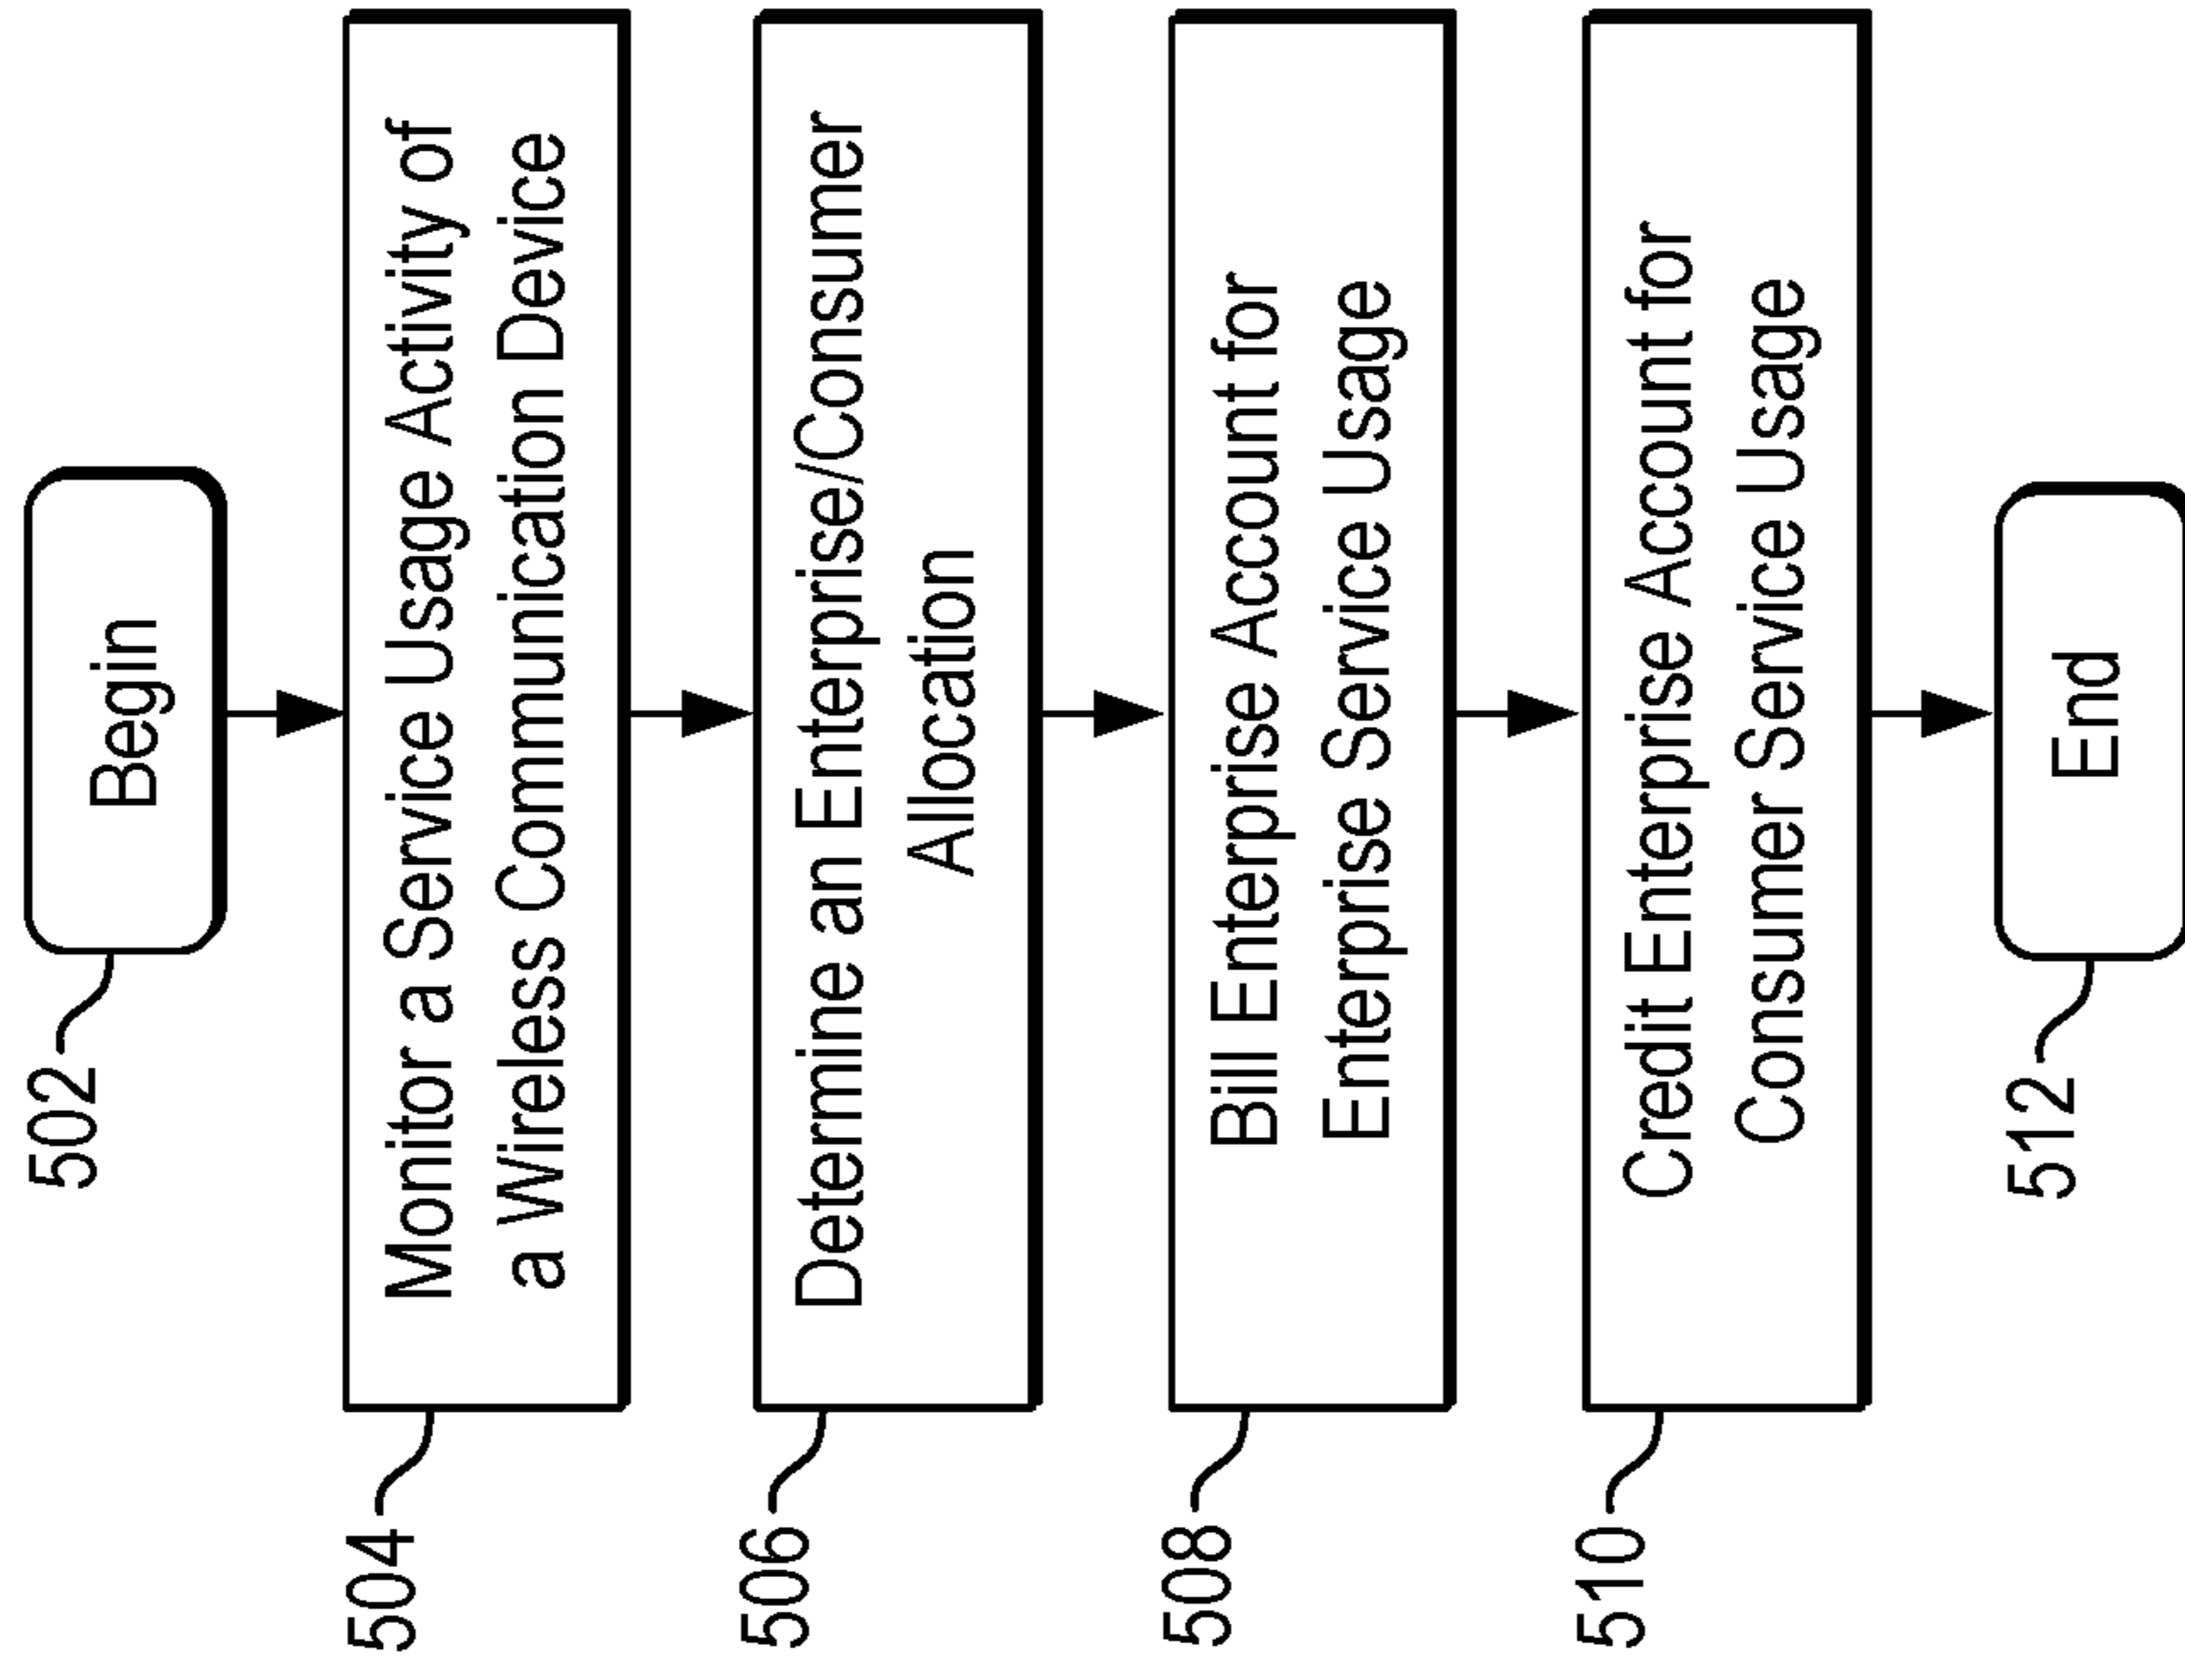 502
Begin
504
Monitor a Service Usage Activity of
a Wireless Communication Device
506
Determine an Enterprise/Consumer
Allocation
508
Bill Enterprise Account for
Enterprise Service Usage
510
Credit Enterprise Account for
Consumer Service Usage
512
End